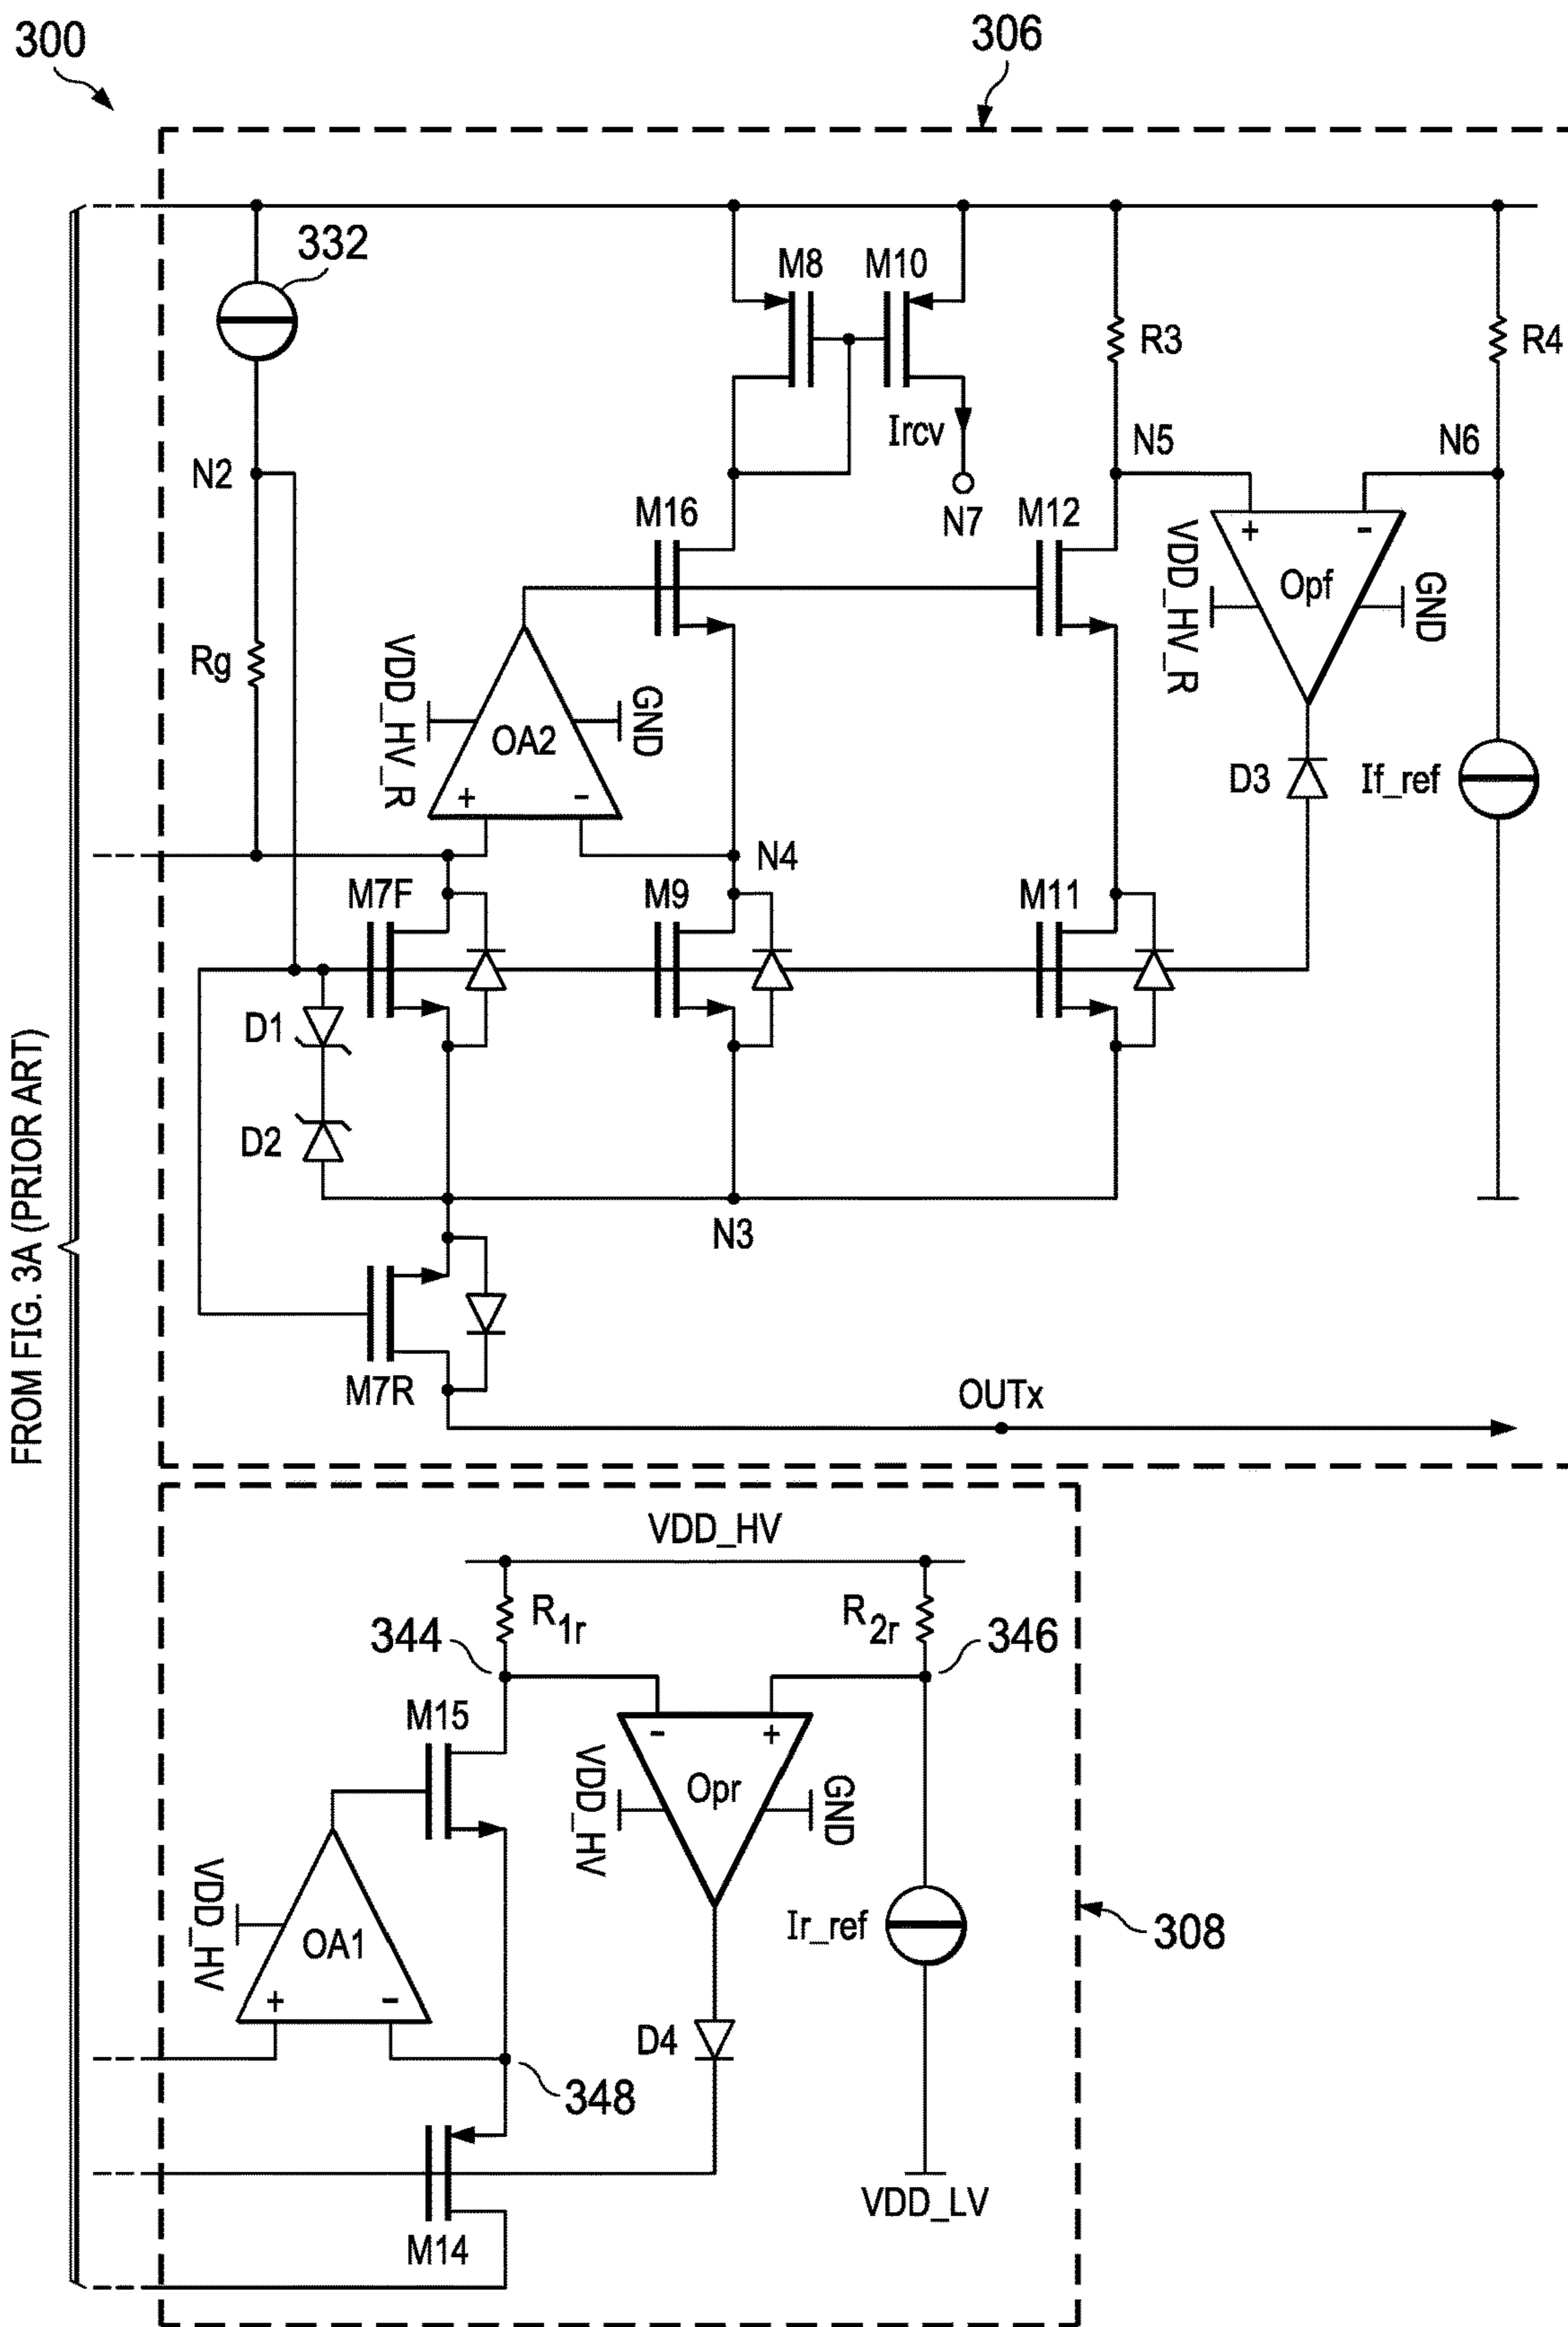 300
306
332
M8
M10
R3
R4
Ircv
N2
N5
N6
M16
N7
M12
+
-
VDD_HV_R
Opf
GND
Rg
VDD_HV_R
GND
OA2
D3
If_ref
+
-
N4
M7F
M9
M11
D1
D2
N3
M7R
OUTx
FROM FIG. 3A (PRIOR ART)
VDD_HV
R1r
R2r
344
346
M15
-
+
VDD_HV
Opr
GND
VDD_HV
OA1
Ir_ref
308
+
-
D4
348
VDD_LV
M14